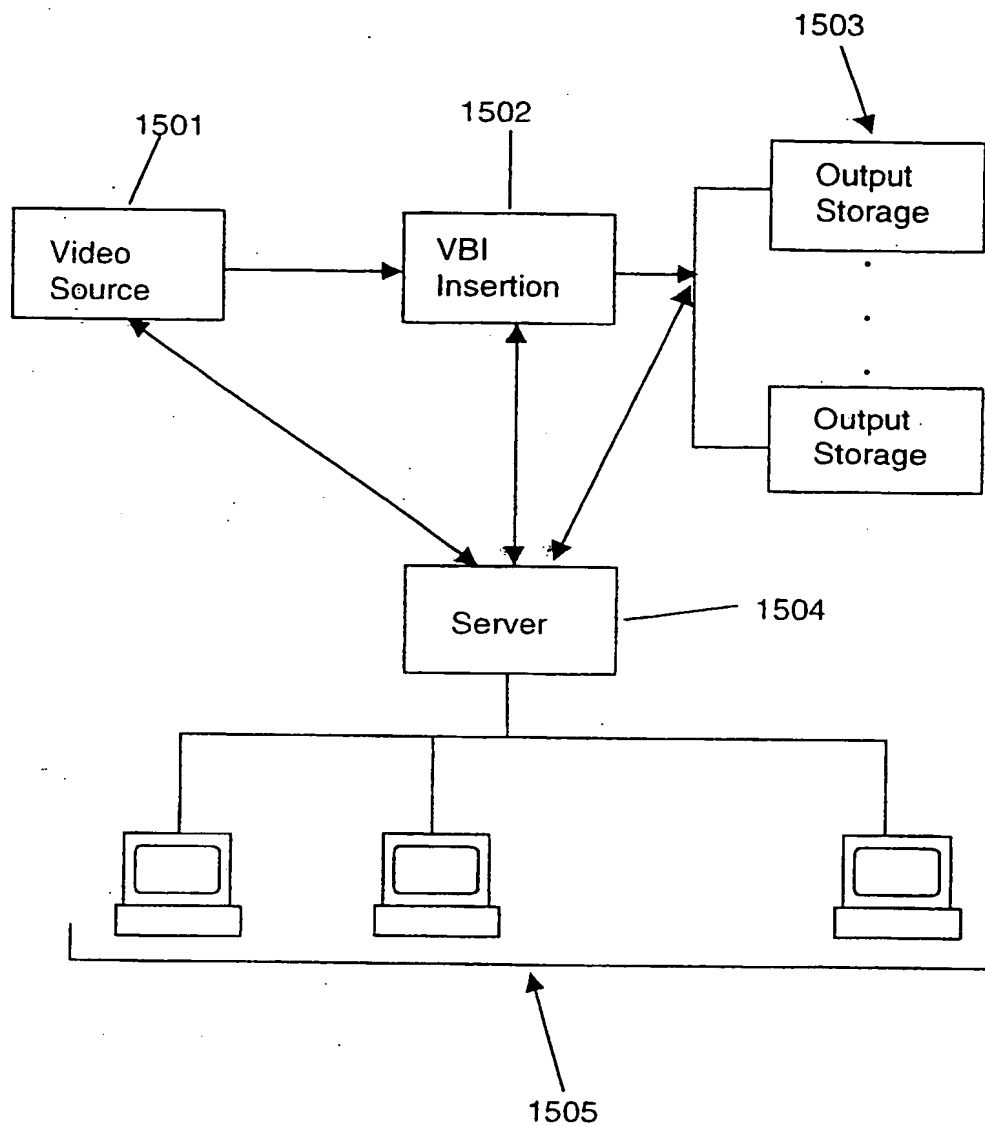 1503
1502
1501
Output
Storage
VBI
Insertion
Video
Source
Output
Storage
1504
Server
1505